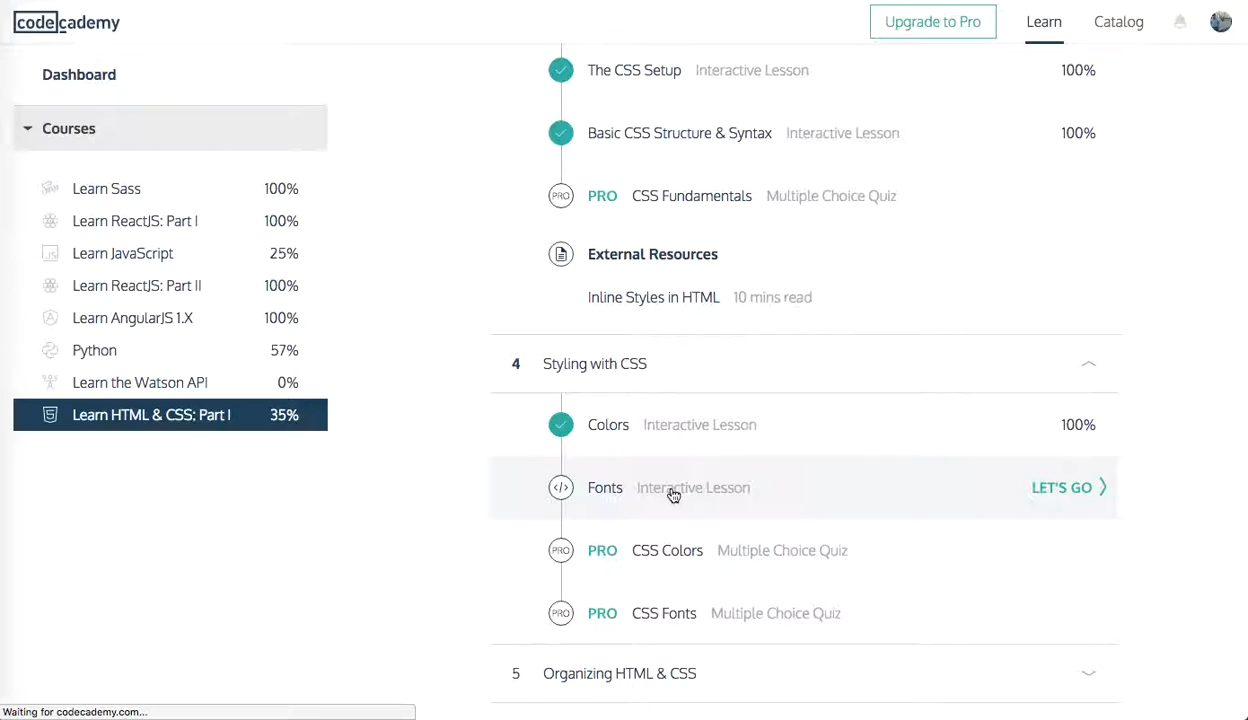 codecademy
Upgrade to Pro
Learn
Catalog
Dashboard
Courses
Learn Sass 100%
Learn ReactJS: Part I 100%
JS Learn JavaScript 25%
Learn ReactJS: Part II 100%
Learn AngularJS 1.X 100%
Python 57%
Learn the Watson API 0%
Learn HTML & CSS: Part I 35%
The CSS Setup Interactive Lesson 100%
Basic CSS Structure & Syntax Interactive Lesson 100%
PRO PRO CSS Fundamentals Multiple Choice Quiz
External Resources
Inline Styles in HTML 10 mins read
4 Styling with CSS
Colors Interactive Lesson 100%
</> Fonts Interactive Lesson LET'S GO
PRO PRO CSS Colors Multiple Choice Quiz
PRO PRO CSS Fonts Multiple Choice Quiz
5 Organizing HTML & CSS
Waiting for codecademy.com...